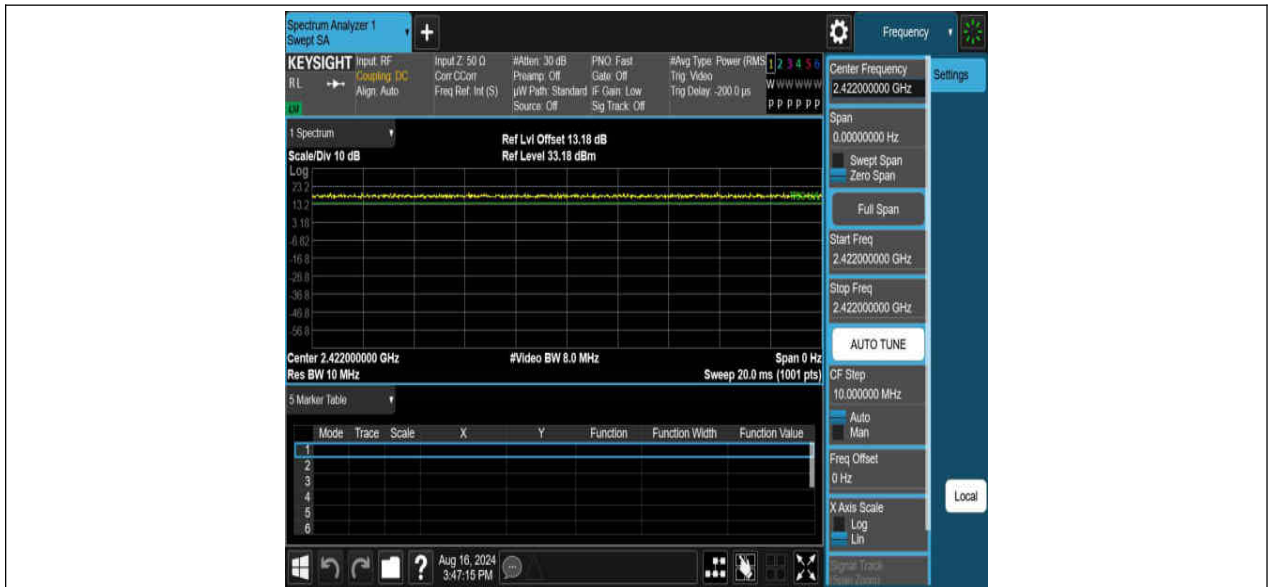 Spectrum Analyzer 1
Swept SA
+
Frequency
KEYSIGHT
RL
Input: RF
Coupling: DC
Align: Auto
Input Z: 50 Ω
Corr CCorr
Freq Ref: Int (S)
#Atten: 30 dB
Preamp: Off
µW Path: Standard
Source: Off
PNO: Fast
Gate: Off
IF Gain: Low
Sig Track: Off
#Avg Type: Power (RMS
Trig: Video
Trig Delay: -200.0 µs
1 2 3 4 5 6
W W W W W W
P P P P P P
1 Spectrum
Scale/Div 10 dB
Ref Lvl Offset 13.18 dB
Ref Level 33.18 dBm
Log
23.2
13.2
3.18
-6.82
-16.8
-26.8
-36.8
-46.8
-56.8
Center 2.422000000 GHz
#Video BW 8.0 MHz
Span 0 Hz
Res BW 10 MHz
Sweep 20.0 ms (1001 pts)
5 Marker Table
Mode Trace Scale X Y Function Function Width Function Value
1
2
3
4
5
6
Center Frequency
2.422000000 GHz
Settings
Span
0.00000000 Hz
Swept Span
Zero Span
Full Span
Start Freq
2.422000000 GHz
Stop Freq
2.422000000 GHz
AUTO TUNE
CF Step
10.000000 MHz
Auto
Man
Freq Offset
0 Hz
X Axis Scale
Log
Lin
Signal Track
(Span Zoom)
Local
?
Aug 16, 2024
3:47:15 PM